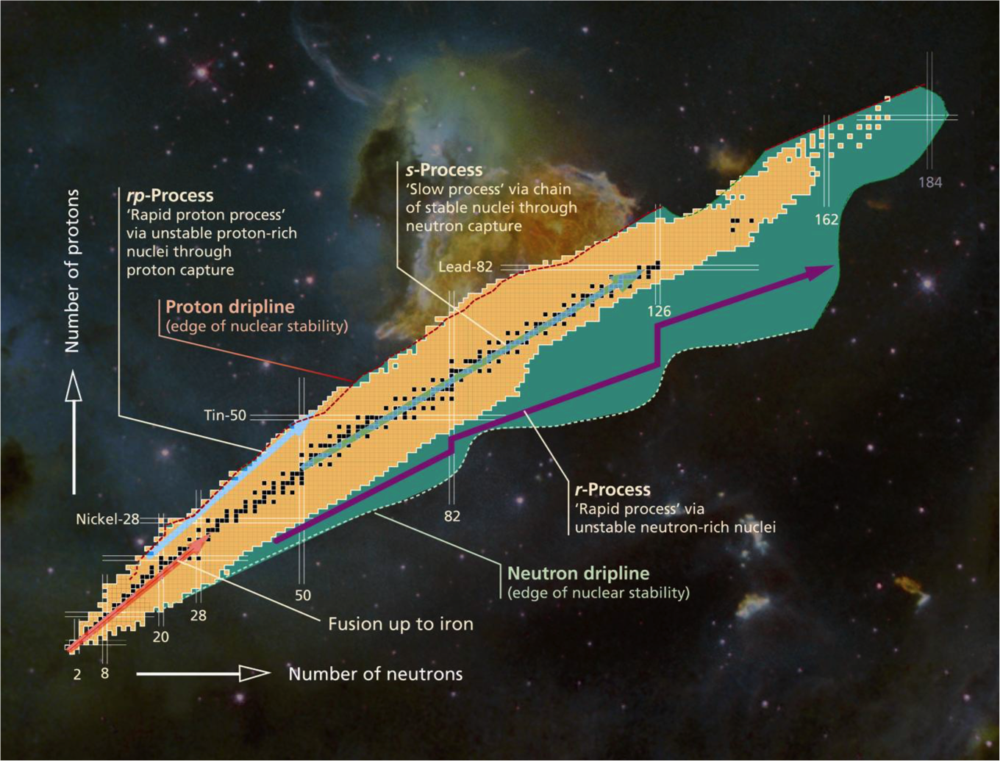 s-Process
'Slow process' via chain
of stable nuclei through
neutron capture
184
rp-Process
'Rapid proton process'
via unstable proton-rich
nuclei through
proton capture
162
Number of protons
Lead-82
126
Proton dripline
(edge of nuclear stability)
Tin-50
r-Process
'Rapid process' via
unstable neutron-rich nuclei
82
Nickel-28
Neutron dripline
(edge of nuclear stability)
50
28
Fusion up to iron
20
2
8
Number of neutrons